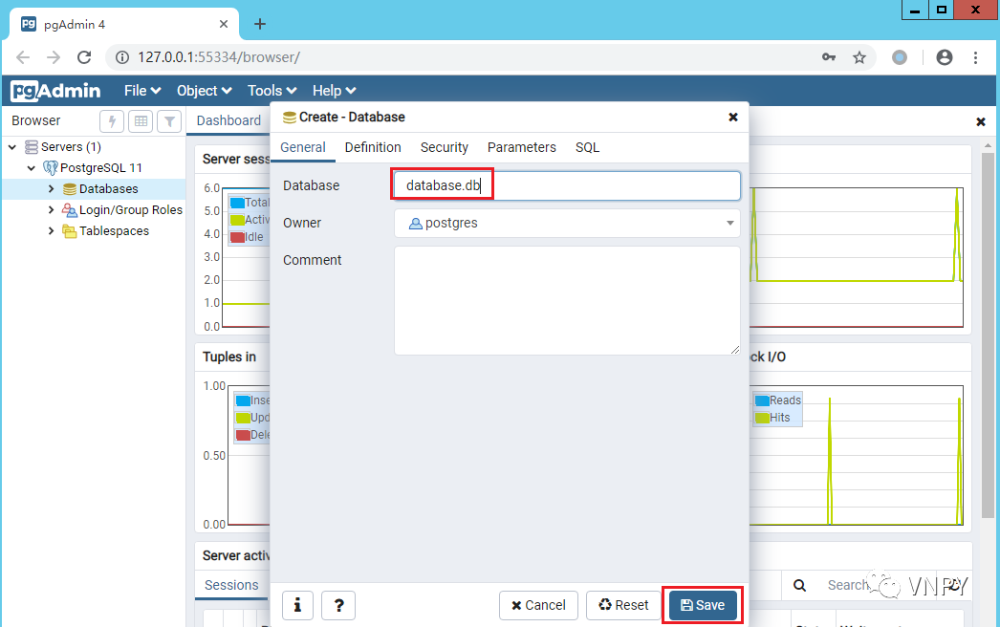 pgAdmin 4
127.0.0.1:55334/browser/
pgAdmin File Object Tools Help
Browser
Dashboard
Servers (1)
PostgreSQL 11
Databases
Login/Group Roles
Tablespaces
Create - Database
General Definition Security Parameters SQL
Database database.db
Owner postgres
Comment
Cancel Reset Save
Server sess
6.0
5.0
4.0
3.0
2.0
1.0
0.0
Total
Activ
Idle
Tuples in
1.00
0.50
0.00
Inse
Upd
Dele
ck I/O
Reads
Hits
Server activ
Sessions
Search
VNPY